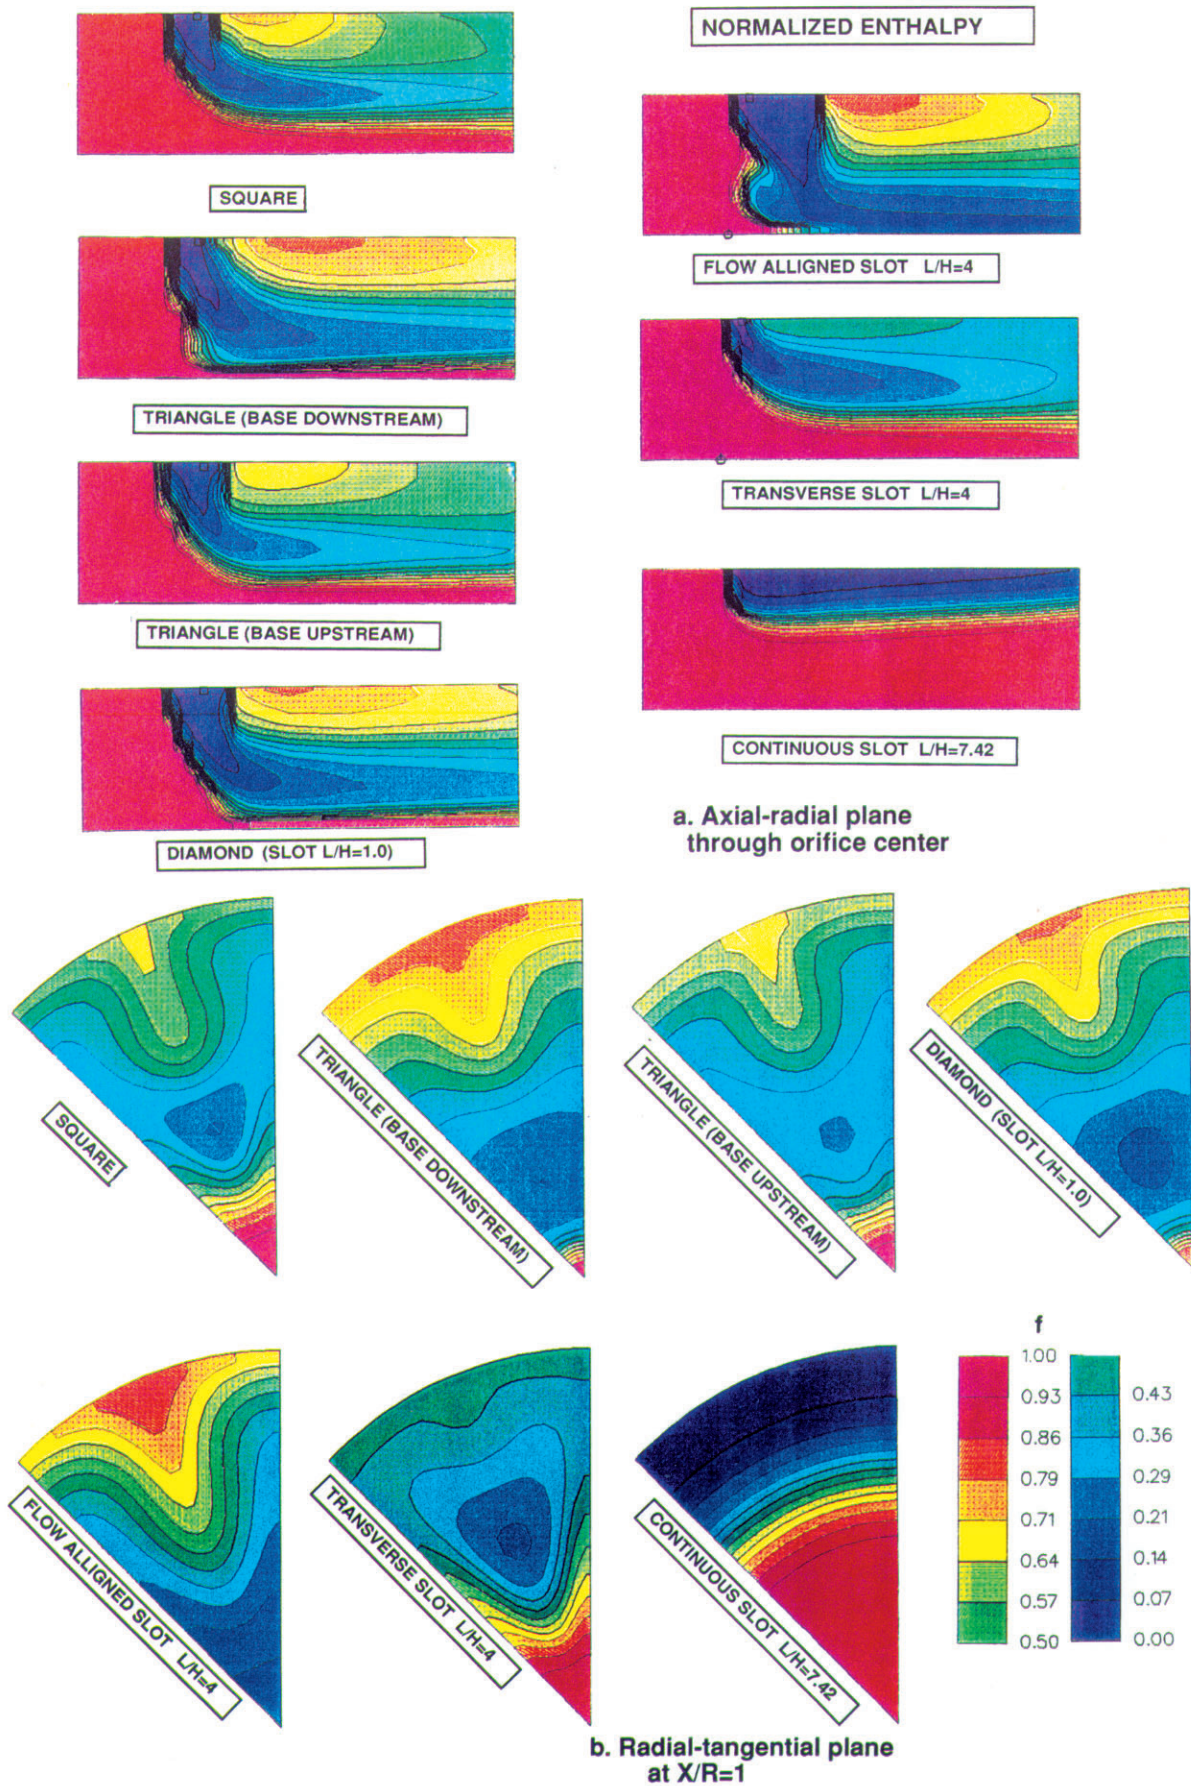 NORMALIZED ENTHALPY
SQUARE
FLOW ALLIGNED SLOT L/H=4
TRIANGLE (BASE DOWNSTREAM)
TRANSVERSE SLOT L/H=4
TRIANGLE (BASE UPSTREAM)
CONTINUOUS SLOT L/H=7.42
DIAMOND (SLOT L/H=1.0)
a. Axial-radial plane
through orifice center
SQUARE
TRIANGLE (BASE DOWNSTREAM)
TRIANGLE (BASE UPSTREAM)
DIAMOND (SLOT L/H=1.0)
FLOW ALLIGNED SLOT L/H=4
TRANSVERSE SLOT L/H=4
CONTINUOUS SLOT L/H=7.42
f
1.00
0.93
0.86
0.79
0.71
0.64
0.57
0.50
0.43
0.36
0.29
0.21
0.14
0.07
0.00
b. Radial-tangential plane
at X/R=1